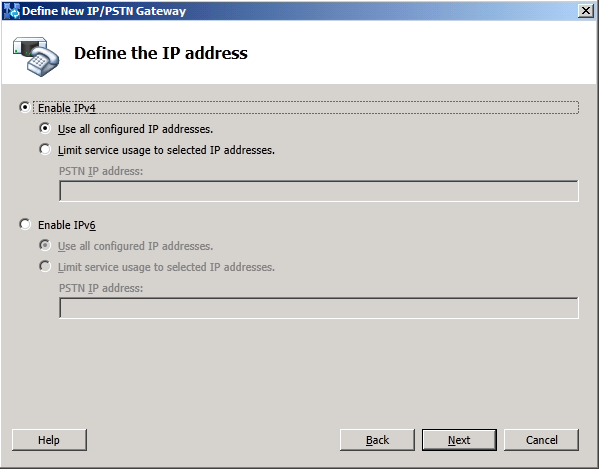 Define New IP/PSTN Gateway
Define the IP address
Enable IPv4
Use all configured IP addresses.
Limit service usage to selected IP addresses.
PSTN IP address:
Enable IPv6
Use all configured IP addresses.
Limit service usage to selected IP addresses.
PSTN IP address:
Help Back Next Cancel